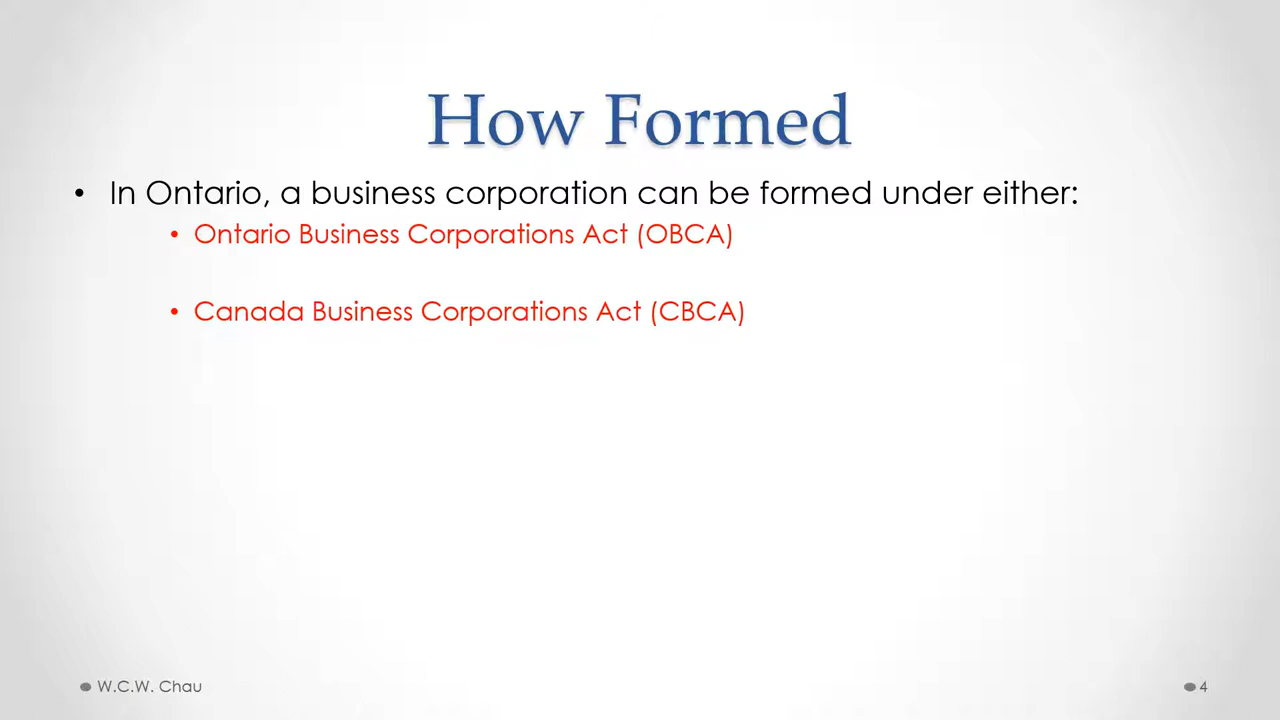 How Formed
• In Ontario, a business corporation can be formed under either:
• Ontario Business Corporations Act (OBCA)
• Canada Business Corporations Act (CBCA)
W.C.W. Chau
4